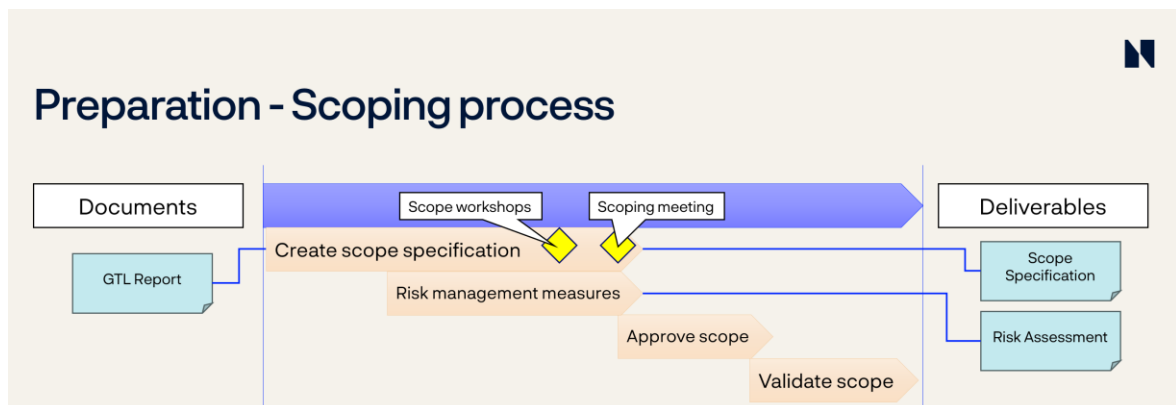 Preparation - Scoping process
Documents
Scope workshops
Scoping meeting
Deliverables
Create scope specification
GTL Report
Scope
Specification
Risk management measures
Approve scope
Risk Assessment
Validate scope